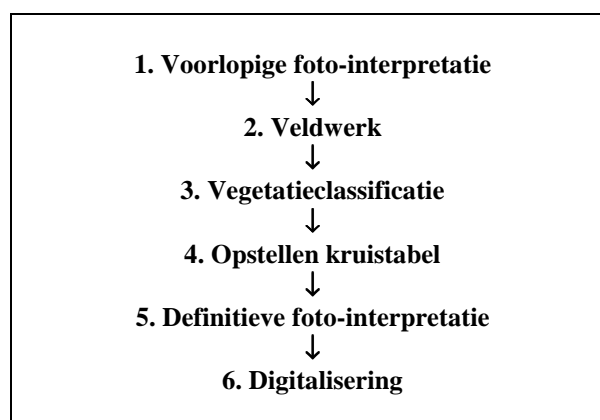 1. Voorlopige foto-interpretatie
↓
2. Veldwerk
↓
3. Vegetatieclassificatie
↓
4. Opstellen kruistabel
↓
5. Definitieve foto-interpretatie
↓
6. Digitalisering